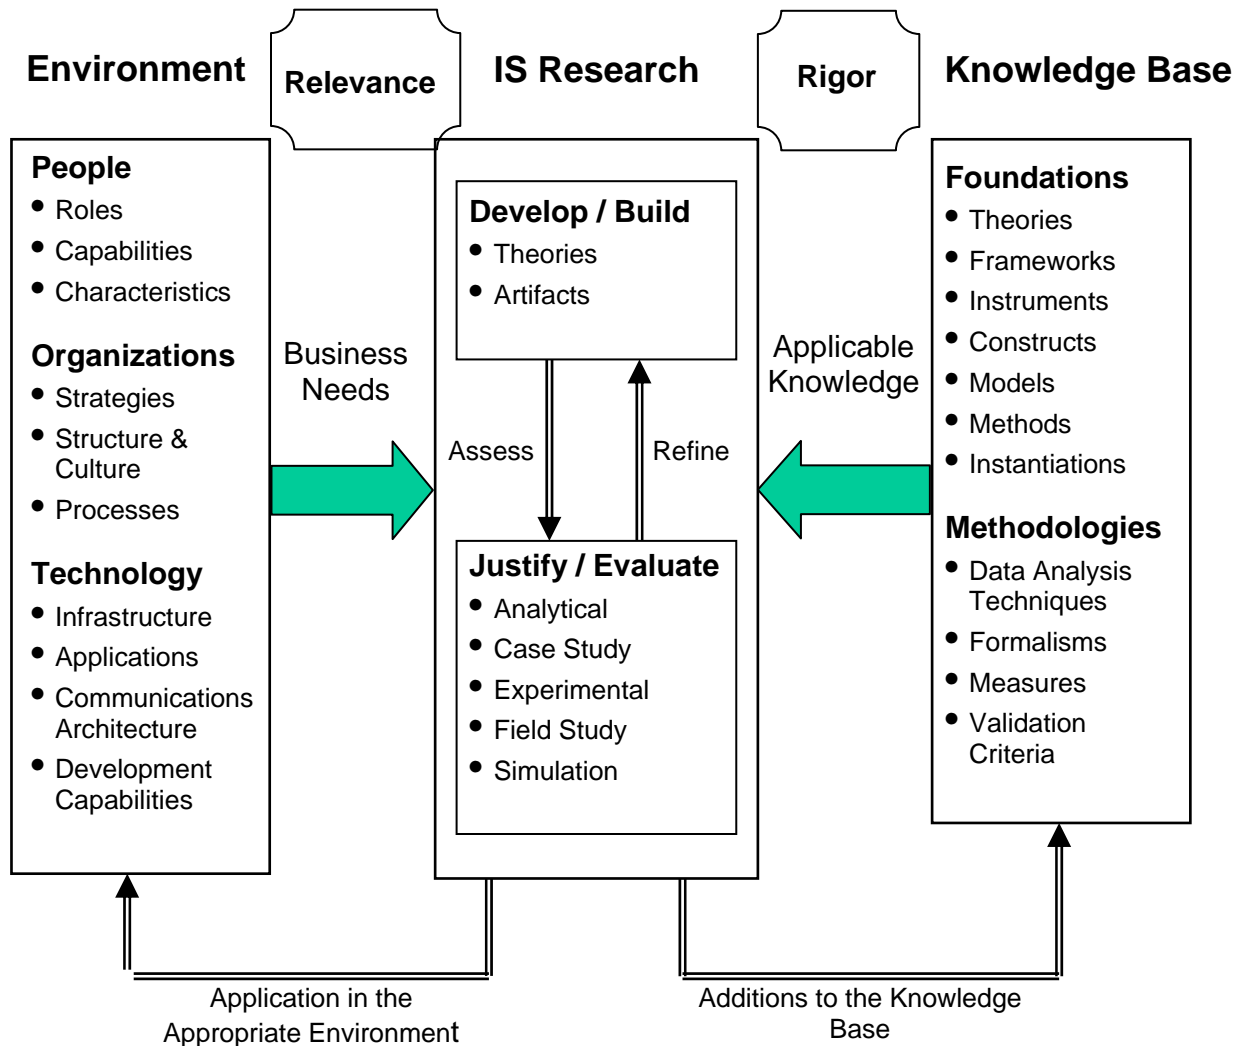 Environment
Relevance
IS Research
Rigor
Knowledge Base
People
• Roles
• Capabilities
• Characteristics
Organizations
• Strategies
• Structure &
Culture
• Processes
Technology
• Infrastructure
• Applications
• Communications
Architecture
• Development
Capabilities
Business
Needs
Develop / Build
• Theories
• Artifacts
Assess
Refine
Justify / Evaluate
• Analytical
• Case Study
• Experimental
• Field Study
• Simulation
Applicable
Knowledge
Foundations
• Theories
• Frameworks
• Instruments
• Constructs
• Models
• Methods
• Instantiations
Methodologies
• Data Analysis
Techniques
• Formalisms
• Measures
• Validation
Criteria
Application in the
Appropriate Environment
Additions to the Knowledge
Base